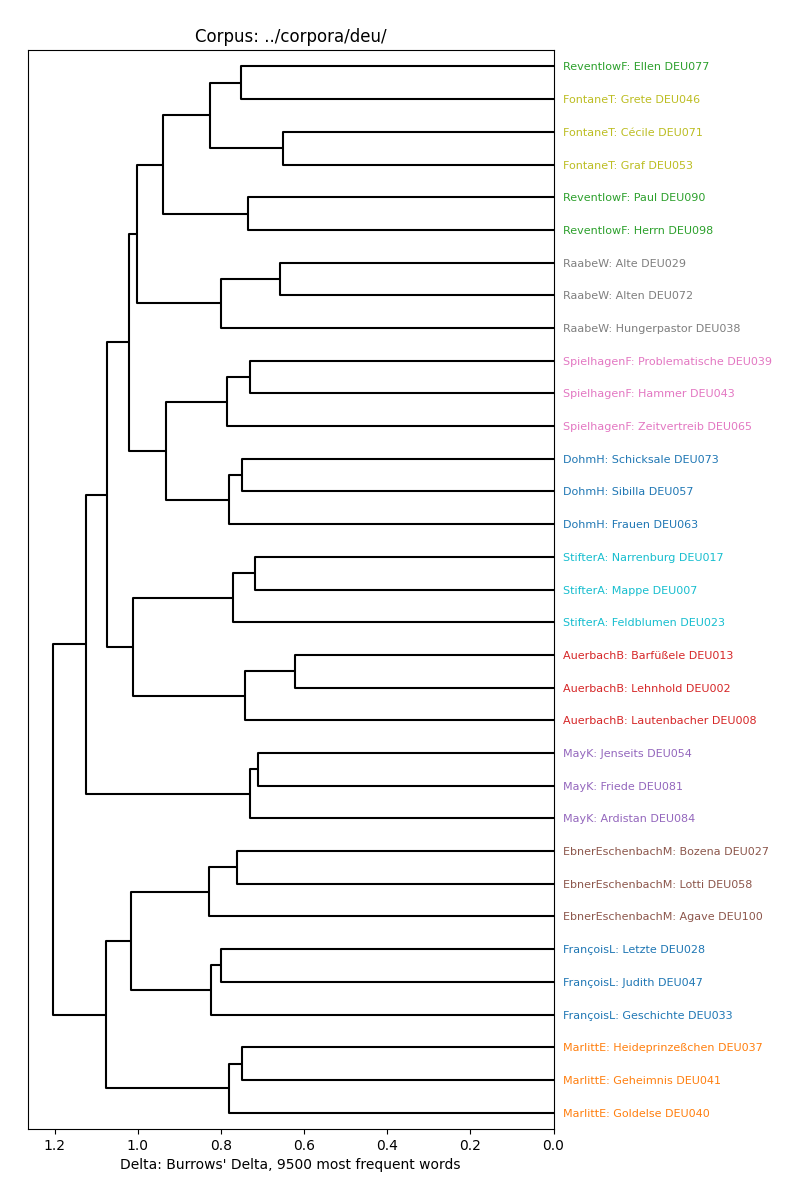 Corpus: ../corpora/deu/
ReventlowF: Ellen DEU077
FontaneT: Grete DEU046
FontaneT: Cécile DEU071
FontaneT: Graf DEU053
ReventlowF: Paul DEU090
ReventlowF: Herrn DEU098
RaabeW: Alte DEU029
RaabeW: Alten DEU072
RaabeW: Hungerpastor DEU038
SpielhagenF: Problematische DEU039
SpielhagenF: Hammer DEU043
SpielhagenF: Zeitvertreib DEU065
DohmH: Schicksale DEU073
DohmH: Sibilla DEU057
DohmH: Frauen DEU063
StifterA: Narrenburg DEU017
StifterA: Mappe DEU007
StifterA: Feldblumen DEU023
AuerbachB: Barfüßele DEU013
AuerbachB: Lehnhold DEU002
AuerbachB: Lautenbacher DEU008
MayK: Jenseits DEU054
MayK: Friede DEU081
MayK: Ardistan DEU084
EbnerEschenbachM: Bozena DEU027
EbnerEschenbachM: Lotti DEU058
EbnerEschenbachM: Agave DEU100
FrançoisL: Letzte DEU028
FrançoisL: Judith DEU047
FrançoisL: Geschichte DEU033
MarlittE: Heideprinzeßchen DEU037
MarlittE: Geheimnis DEU041
MarlittE: Goldelse DEU040
1.2 1.0 0.8 0.6 0.4 0.2 0.0
Delta: Burrows' Delta, 9500 most frequent words